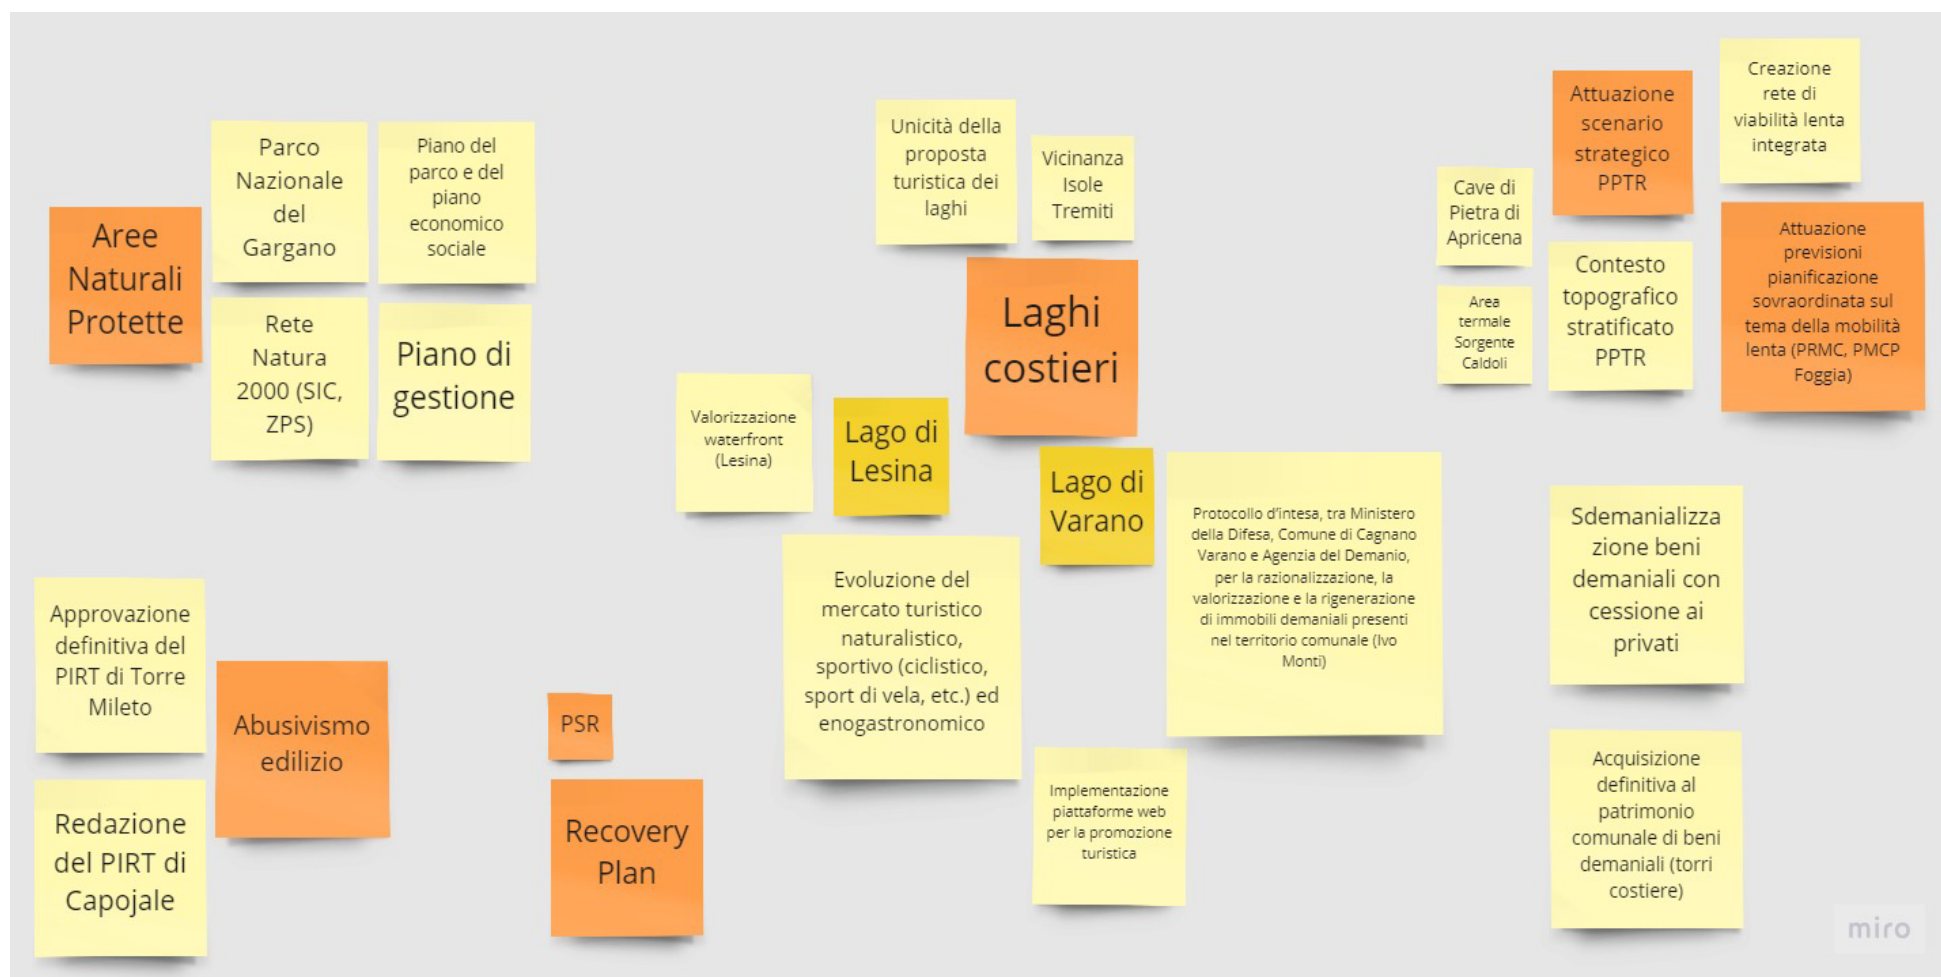 Aree
Naturali
Protette
Parco
Nazionale
del
Gargano
Piano del
parco e del
piano
economico
sociale
Rete
Natura
2000 (SIC,
ZPS)
Piano di
gestione
Approvazione
definitiva del
PIRT di Torre
Mileto
Abusivismo
edilizio
Redazione
del PIRT di
Capojale
PSR
Recovery
Plan
Unicità della
proposta
turistica dei
laghi
Vicinanza
Isole
Tremiti
Laghi
costieri
Valorizzazione
waterfront
(Lesina)
Lago di
Lesina
Lago di
Varano
Evoluzione del
mercato turistico
naturalistico,
sportivo (ciclistico,
sport di vela, etc.) ed
enogastronomico
Protocollo d'intesa, tra Ministero
della Difesa, Comune di Cagnano
Varano e Agenzia del Demanio,
per la razionalizzazione, la
valorizzazione e la rigenerazione
di immobili demaniali presenti
nel territorio comunale (Ivo
Monti)
Implementazione
piattaforme web
per la promozione
turistica
Cave di
Pietra di
Apricena
Area
termale
Sorgente
Caldoli
Attuazione
scenario
strategico
PPTR
Contesto
topografico
stratificato
PPTR
Creazione
rete di
viabilità lenta
integrata
Attuazione
previsioni
pianificazione
sovraordinata sul
tema della mobilità
lenta (PRMC, PMCP
Foggia)
Sdemanializza
zione beni
demaniali con
cessione ai
privati
Acquisizione
definitiva al
patrimonio
comunale di beni
demaniali (torri
costiere)
miro